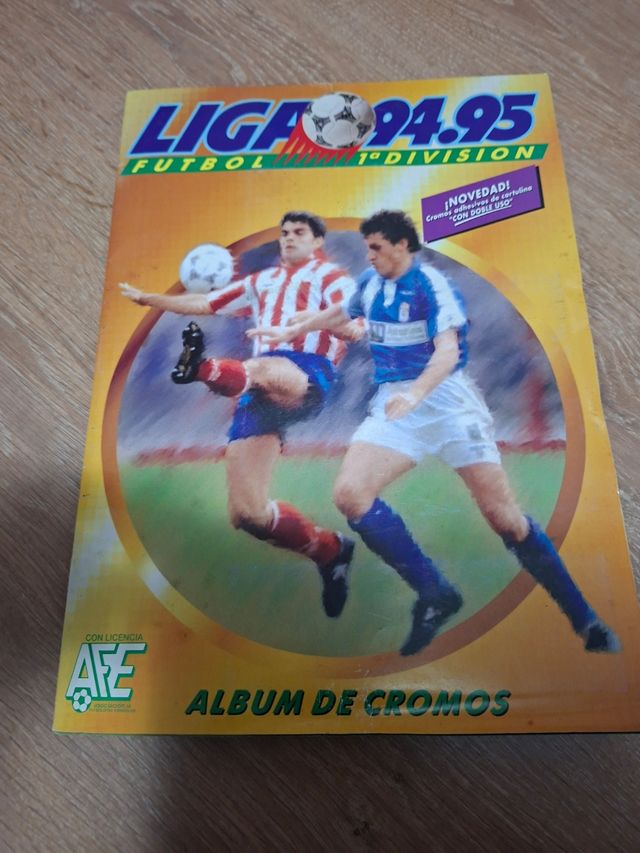 LIGA 94.95
FUTBOL 1ª DIVISION
¡NOVEDAD!
Cromos adhesivos de cartulina
"CON DOBLE USO"
CON LICENCIA
AFE
ALBUM DE CROMOS